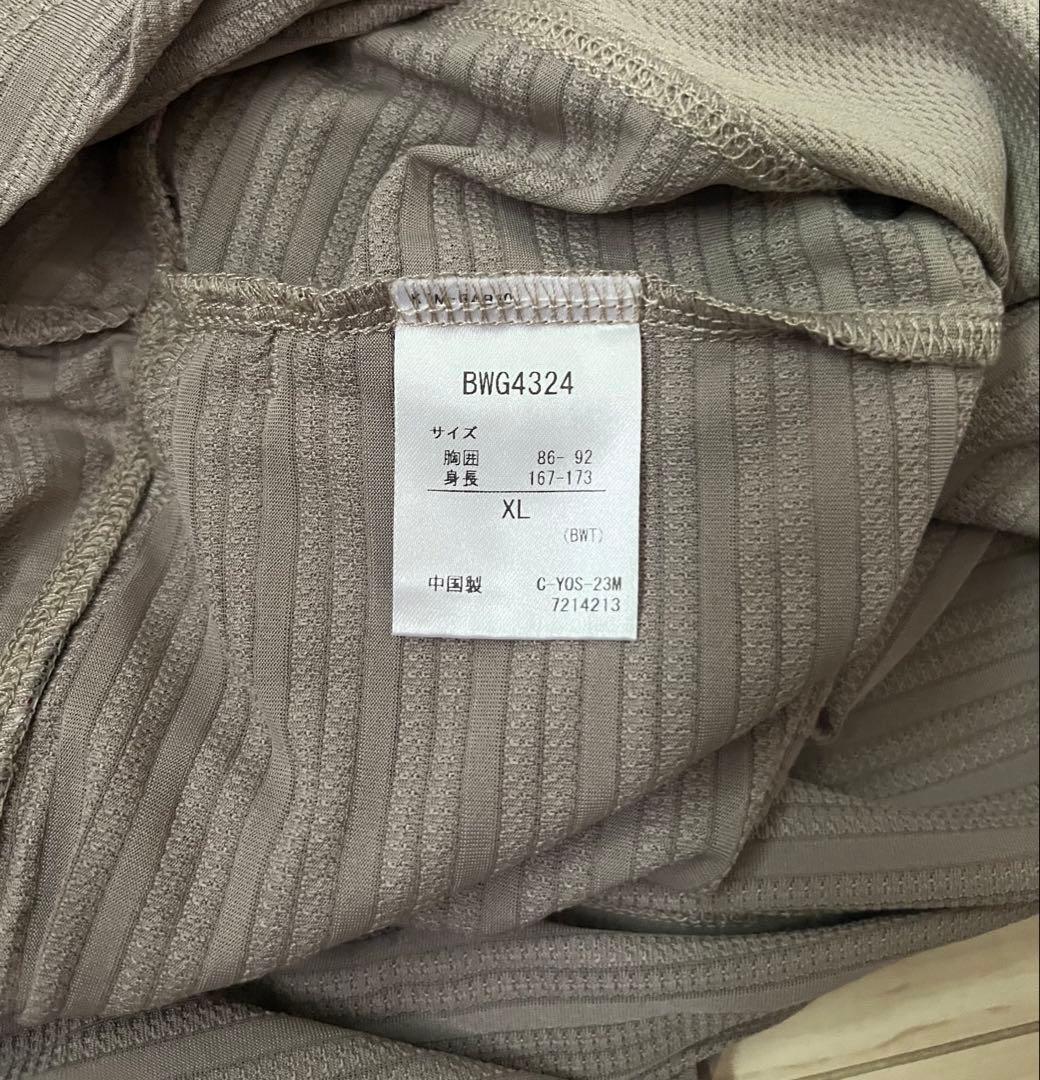 BWG4324
サイズ
胸囲 86- 92
身長 167-173
XL
(BWT)
中国製 C-YOS-23M
7214213